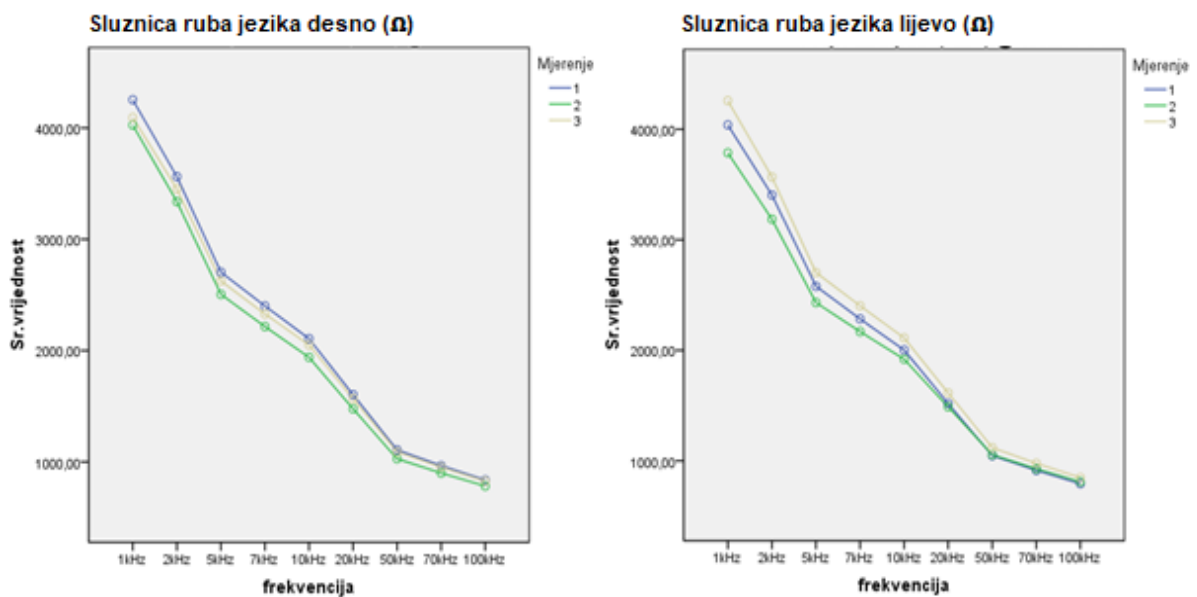 Sluznica ruba jezika desno (Ω)
Mjerenje
1
2
3
4000,00
3000,00
2000,00
1000,00
Sr.vrijednost
1kHz 2kHz 5kHz 7kHz 10kHz 20kHz 50kHz 70kHz 100kHz
frekvencija
Sluznica ruba jezika lijevo (Ω)
Mjerenje
1
2
3
4000,00
3000,00
2000,00
1000,00
Sr.vrijednost
1kHz 2kHz 5kHz 7kHz 10kHz 20kHz 50kHz 70kHz 100kHz
frekvencija